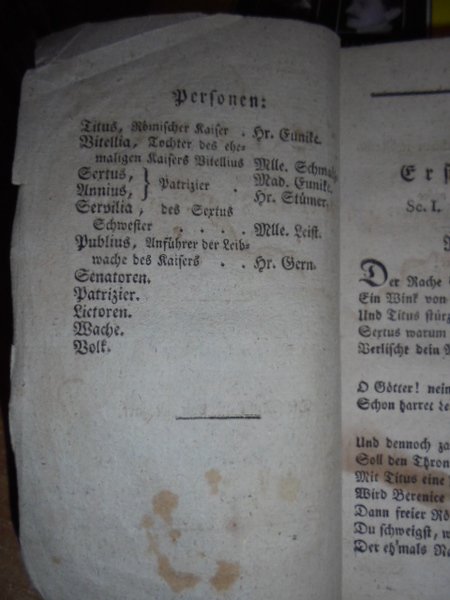 Personen:
Titus, Römischer Kaiser . Hr. Eunike.
Vitellia, Tochter des ehe-
maligen Kaisers Vitellius Mlle. Schmalz
Sextus, } Patrizier . Mad. Eunike.
Annius, Hr. Stümer.
Servilia, des Sextus
Schwester . . . . Mlle. Leist.
Publius, Anführer der Leib-
wache des Kaisers . . Hr. Gern.
Senatoren.
Patrizier.
Lictoren.
Wache.
Volk.
Ers
Sc. I.
Der Rache
Ein Wink von
Und Titus stürz
Sextus warum
Verlischt dein
O Götter! nein
Schon harret de
Und dennoch za
Soll den Thron
Mit Titus eine
Wird Berenice
Dann freier Rö
Du schweigst, w
Der eh'mals Ra